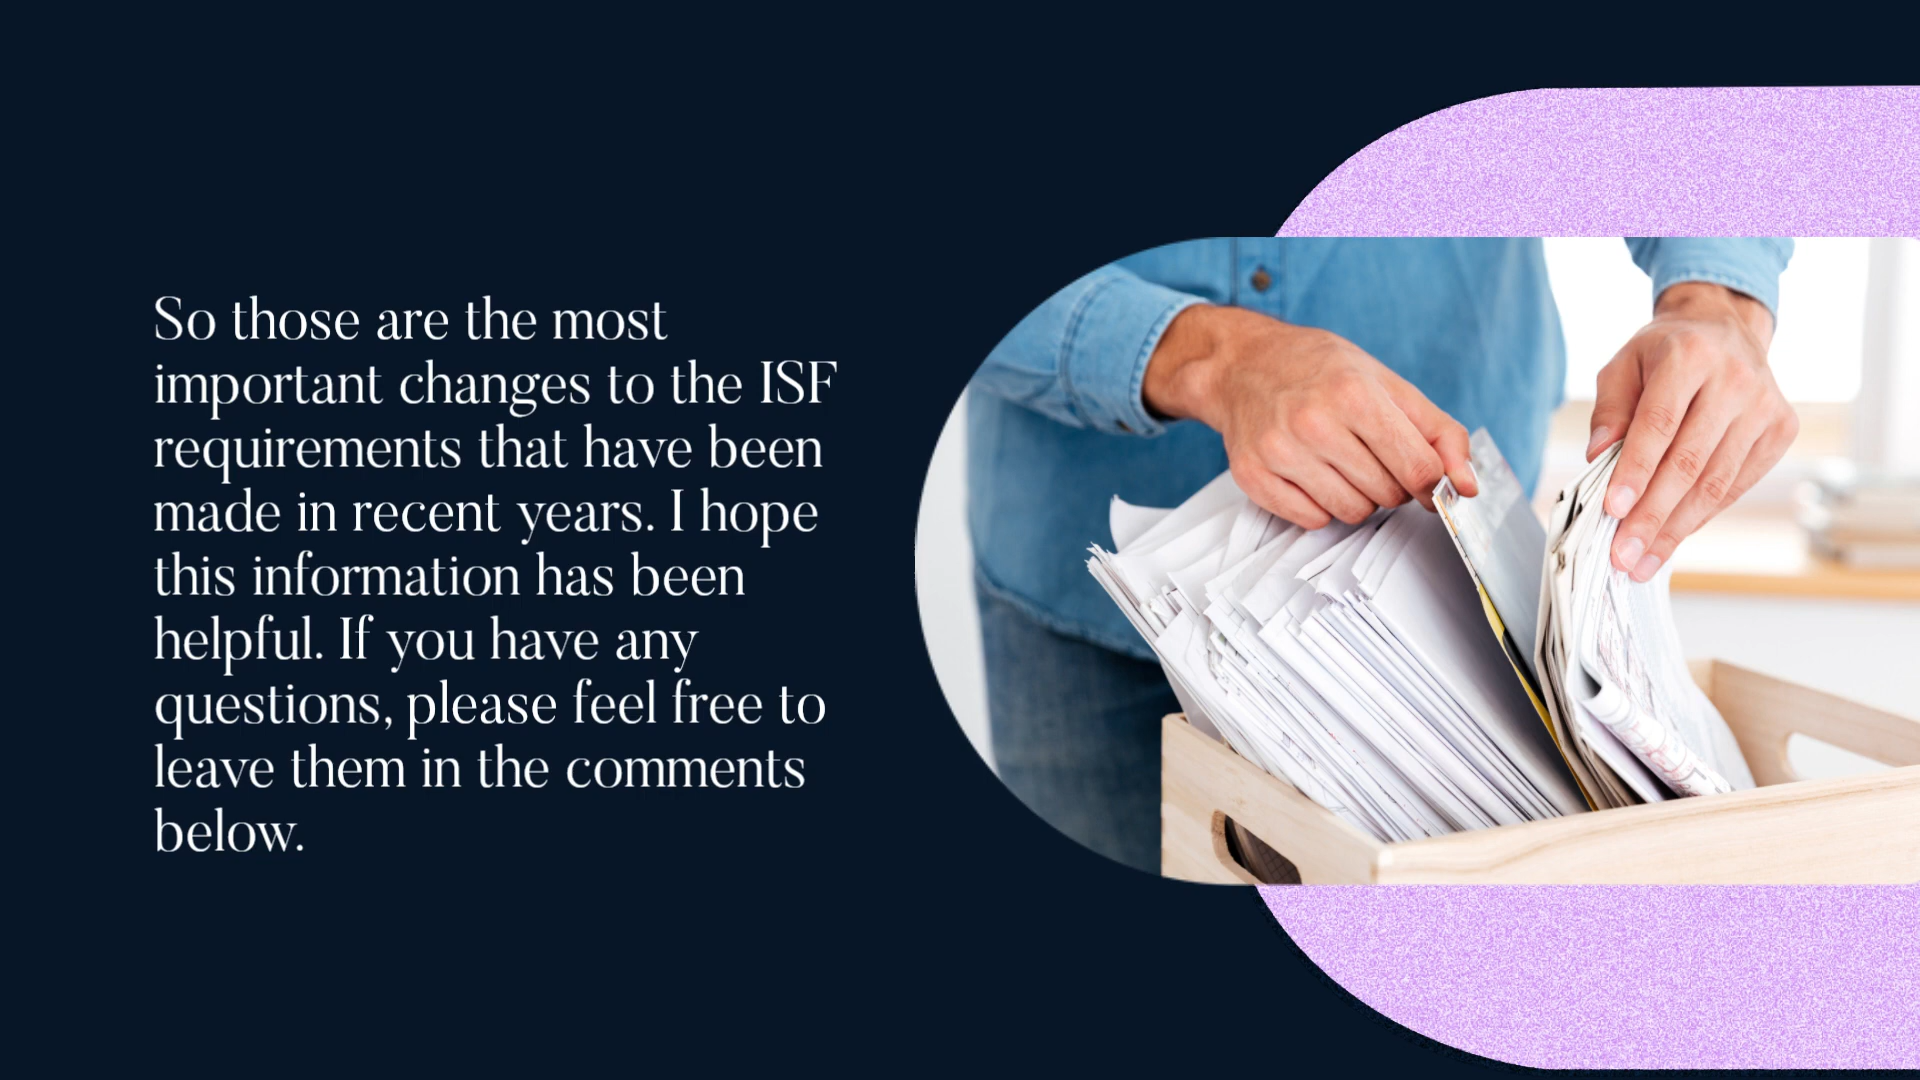 So those are the most
important changes to the ISF
requirements that have been
made in recent years. I hope
this information has been
helpful. If you have any
questions, please feel free to
leave them in the comments
below.